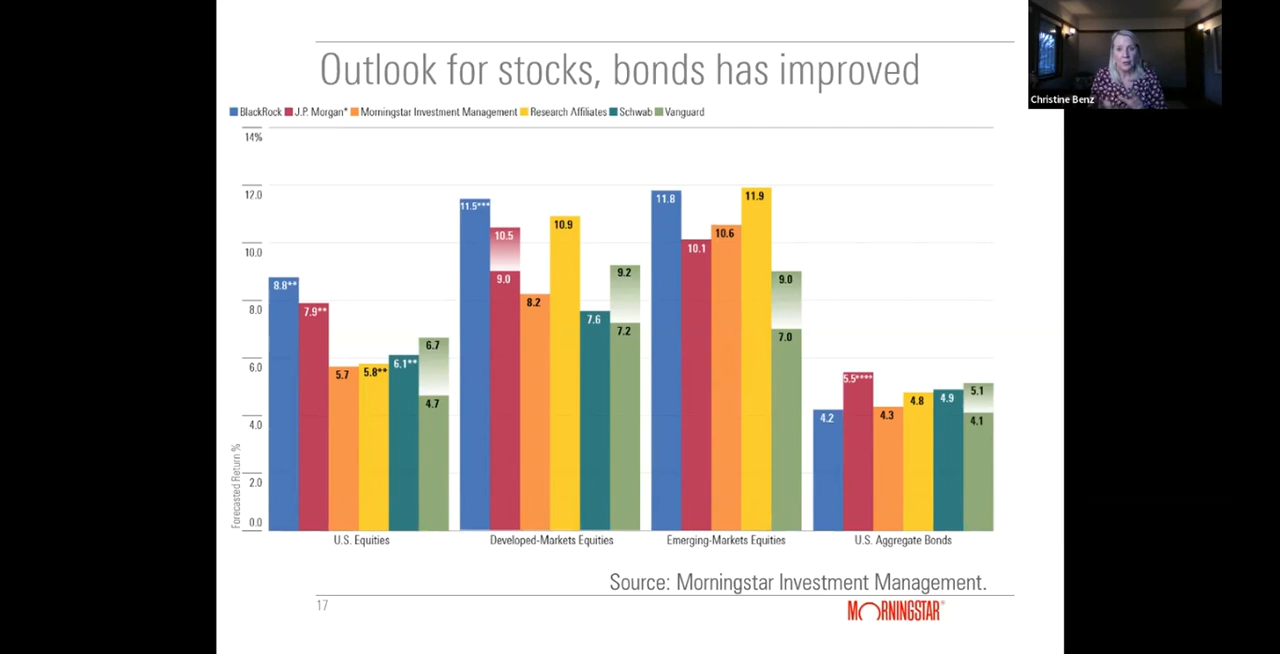 Outlook for stocks, bonds has improved
Christine Benz
BlackRock J.P. Morgan* Morningstar Investment Management Research Affiliates Schwab Vanguard
14%
12.0
10.0
8.0
6.0
4.0
2.0
0.0
Forecasted Return %
8.8** 7.9** 5.7 5.8** 6.1** 6.7 4.7
11.5*** 10.5 9.0 8.2 10.9 7.6 9.2 7.2
11.8 10.1 10.6 11.9 9.0 7.0
4.2 5.5**** 4.3 4.8 4.9 5.1 4.1
U.S. Equities Developed-Markets Equities Emerging-Markets Equities U.S. Aggregate Bonds
Source: Morningstar Investment Management.
17
MORNINGSTAR®